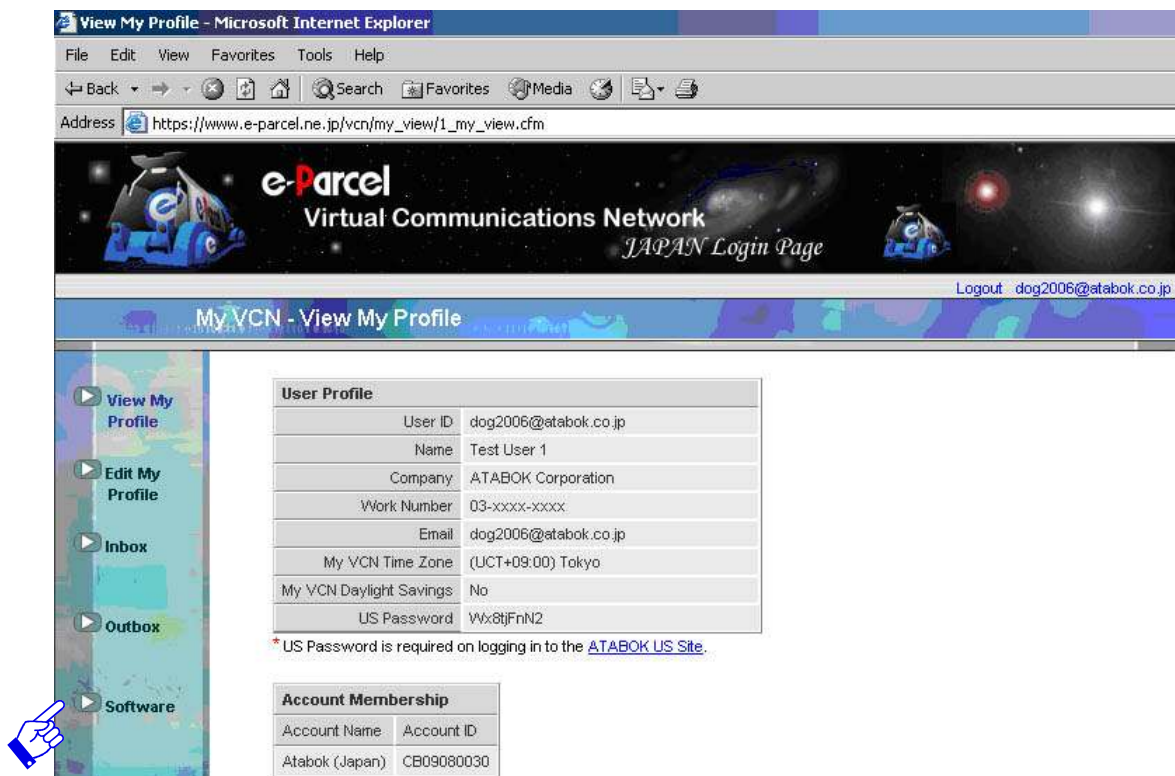 View My Profile - Microsoft Internet Explorer
File Edit View Favorites Tools Help
Back Search Favorites Media
Address https://www.e-parcel.ne.jp/vcn/my_view/1_my_view.cfm
e-Parcel
Virtual Communications Network
JAPAN Login Page
Logout dog2006@atabok.co.jp
My VCN - View My Profile
View My
Profile
Edit My
Profile
Inbox
Outbox
Software
User Profile
User ID dog2006@atabok.co.jp
Name Test User 1
Company ATABOK Corporation
Work Number 03-xxxx-xxxx
Email dog2006@atabok.co.jp
My VCN Time Zone (UCT+09:00) Tokyo
My VCN Daylight Savings No
US Password Wx8tjFnN2
* US Password is required on logging in to the ATABOK US Site.
Account Membership
Account Name Account ID
Atabok (Japan) CB09080030